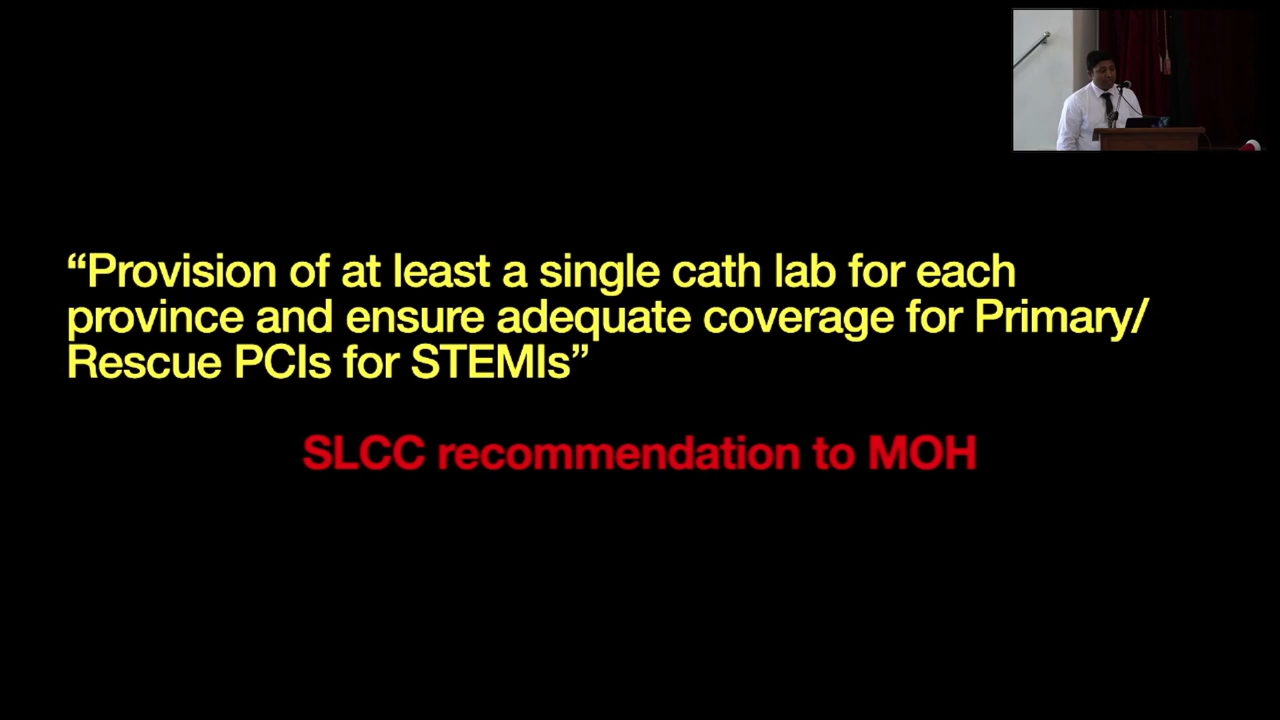 “Provision of at least a single cath lab for each
province and ensure adequate coverage for Primary/
Rescue PCIs for STEMIs”
SLCC recommendation to MOH